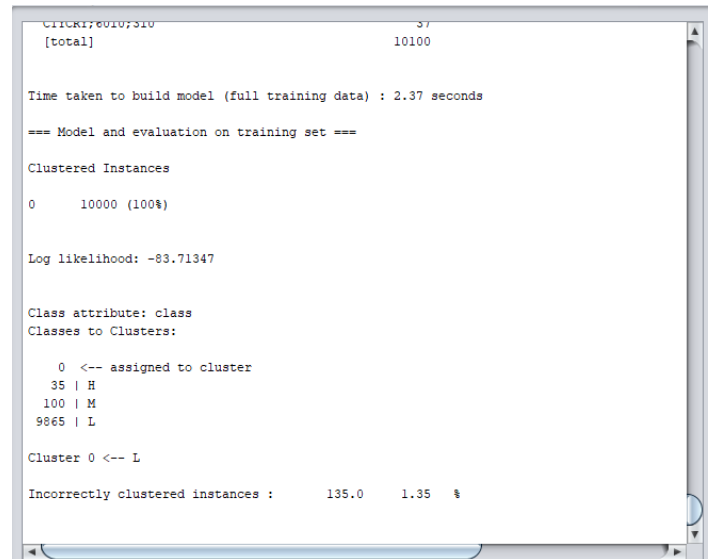 [total] 10100
Time taken to build model (full training data) : 2.37 seconds
=== Model and evaluation on training set ===
Clustered Instances
0 10000 (100%)
Log likelihood: -83.71347
Class attribute: class
Classes to Clusters:
0 <-- assigned to cluster
35 | H
100 | M
9865 | L
Cluster 0 <-- L
Incorrectly clustered instances : 135.0 1.35 %